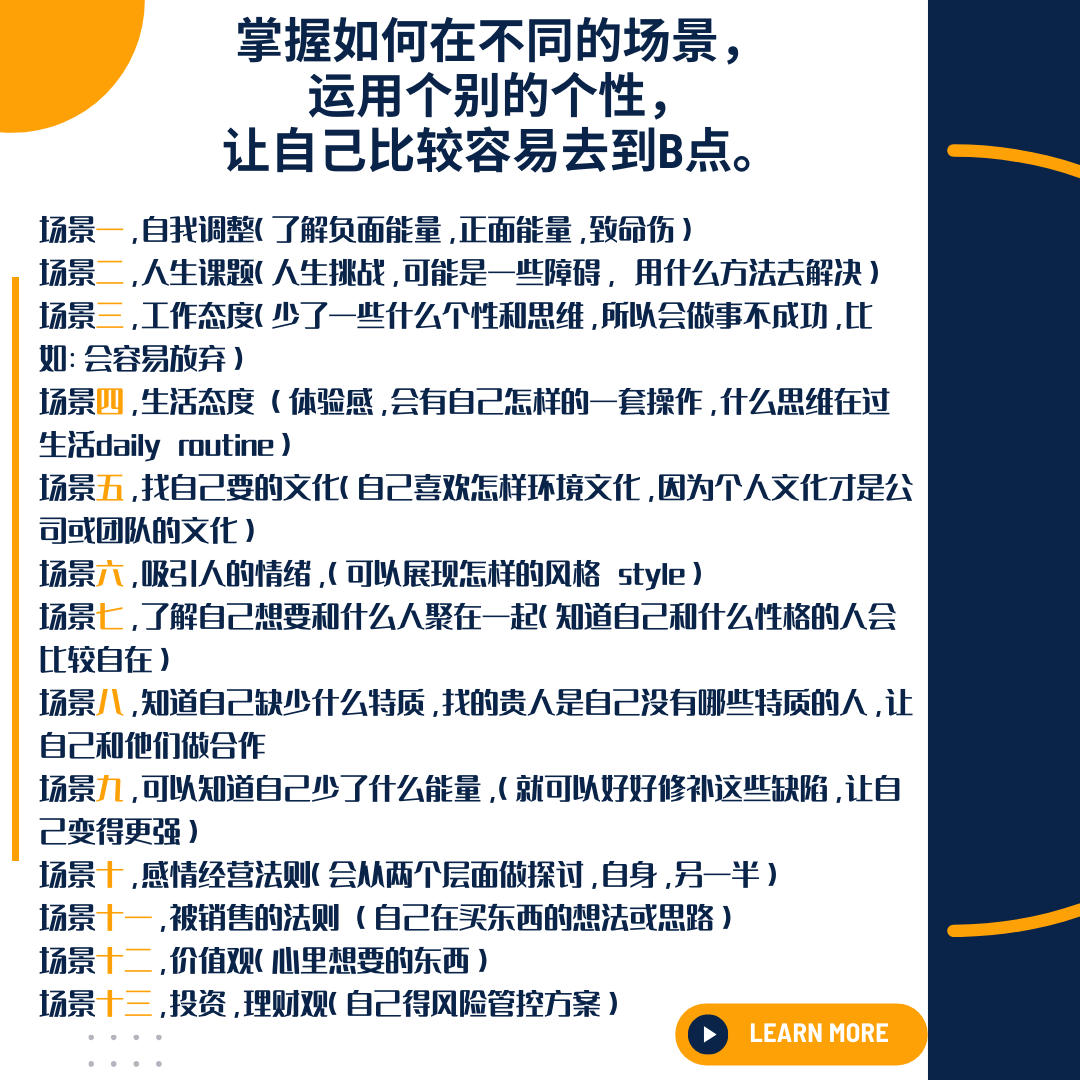 掌握如何在不同的场景，
运用个别的个性，
让自己比较容易去到B点。
场景一 ,自我调整( 了解负面能量 ,正面能量 ,致命伤 )
场景二 ,人生课题( 人生挑战 ,可能是一些障碍 ,  用什么方法去解决 )
场景三 ,工作态度( 少了一些什么个性和思维 ,所以会做事不成功 ,比
如: 会容易放弃 )
场景四 ,生活态度 ( 体验感 ,会有自己怎样的一套操作 ,什么思维在过
生活daily routine )
场景五 ,找自己要的文化( 自己喜欢怎样环境文化 ,因为个人文化才是公
司或团队的文化 )
场景六 ,吸引人的情绪 ,( 可以展现怎样的风格 style )
场景七 ,了解自己想要和什么人聚在一起( 知道自己和什么性格的人会
比较自在 )
场景八 ,知道自己缺少什么特质 ,找的贵人是自己没有哪些特质的人 ,让
自己和他们做合作
场景九 ,可以知道自己少了什么能量 ,( 就可以好好修补这些缺陷 ,让自
己变得更强 )
场景十 ,感情经营法则( 会从两个层面做探讨 ,自身 ,另一半 )
场景十一 ,被销售的法则 ( 自己在买东西的想法或思路 )
场景十二 ,价值观( 心里想要的东西 )
场景十三 ,投资 ,理财观( 自己得风险管控方案 )
LEARN MORE